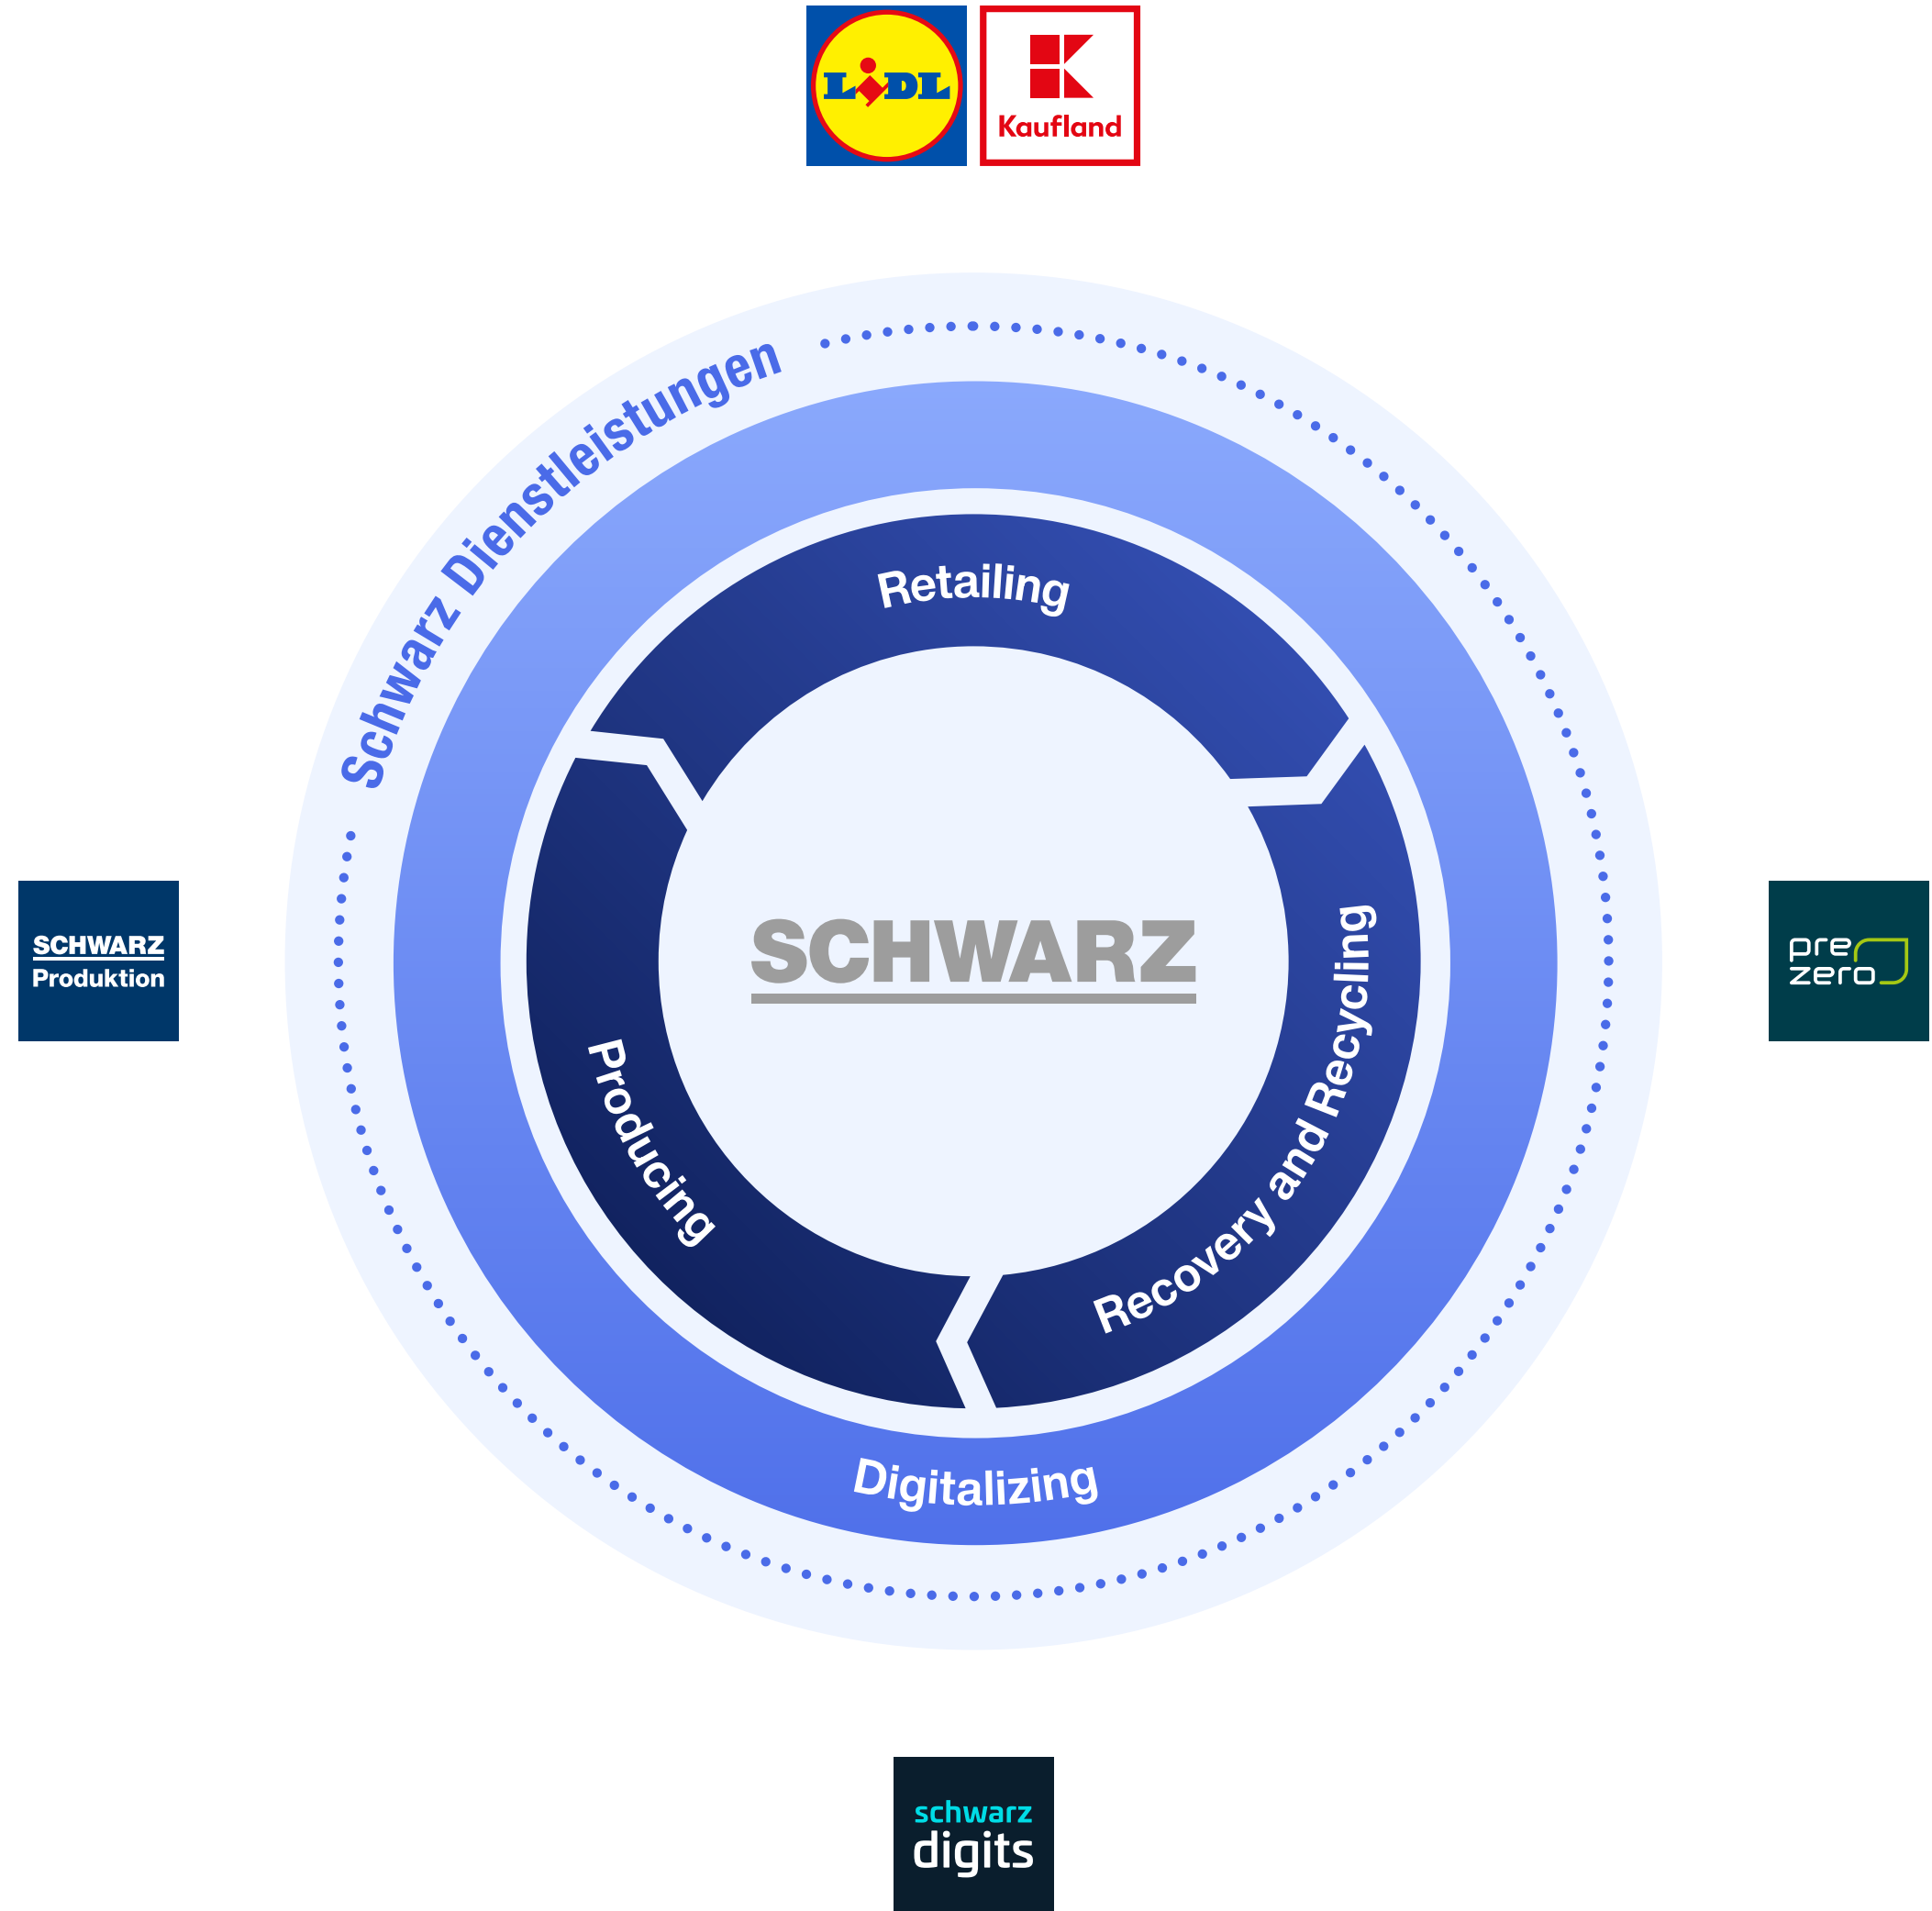 LiDL
Kaufland
Schwarz Dienstleistungen
Retailing
SCHWARZ
Produktion
SCHWARZ
pre
zero
Producing
Recovery and Recycling
Digitalizing
schwarz
digits